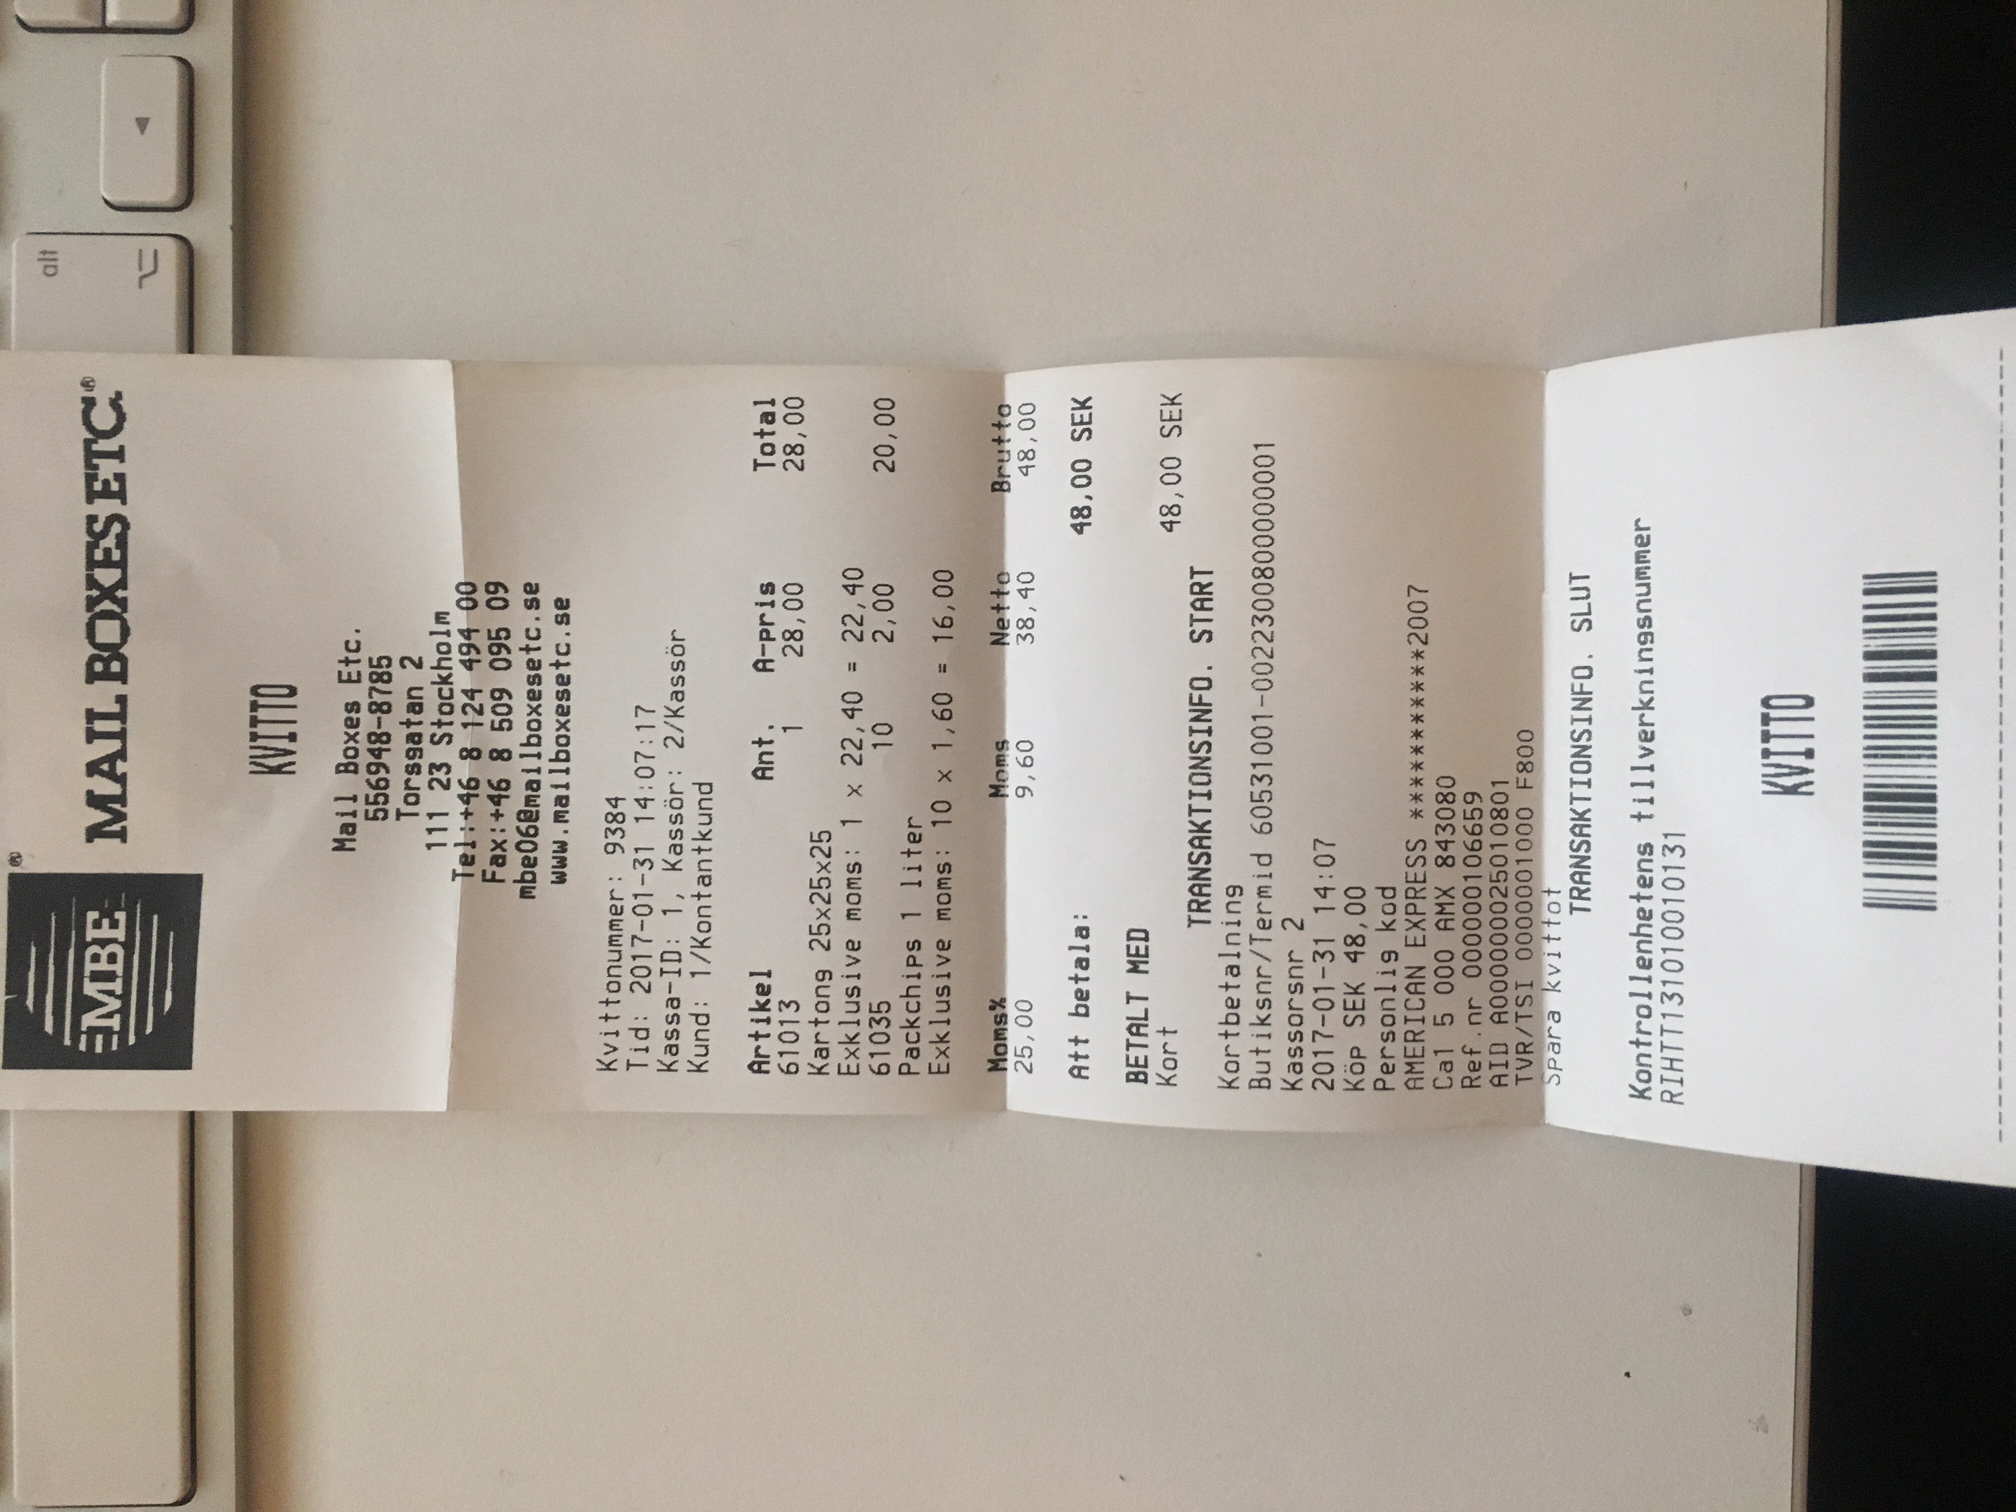 MBE ® MAIL BOXES ETC.®
KVITTO
Mail Boxes Etc.
556948-8785
Torsgatan 2
111 23 Stockholm
Tel:+46 8 124 494 00
Fax:+46 8 509 095 09
mbe06@mailboxesetc.se
www.mailboxesetc.se
Kvittonummer: 9384
Tid: 2017-01-31 14:07:17
Kassa-ID: 1, Kassör: 2/Kassör
Kund: 1/Kontantkund
Artikel Ant. A-pris Total
61013 1 28,00 28,00
Kartong 25x25x25
Exklusive moms: 1 x 22,40 = 22,40
61035 10 2,00 20,00
Packchips 1 liter
Exklusive moms: 10 x 1,60 = 16,00
Moms% Moms Netto Brutto
25,00 9,60 38,40 48,00
Att betala: 48,00 SEK
BETALT MED
Kort 48,00 SEK
TRANSAKTIONSINFO. START
Kortbetalning
Butiksnr/Termid 60531001-0022300800000001
Kassorsnr 2
2017-01-31 14:07
Köp SEK 48,00
Personlig kod
AMERICAN EXPRESS ***********2007
Ca1 5 000 AMX 843080
Ref.nr 000000106659
AID A000000025010801
TVR/TSI 0000001000 F800
Spara kvittot
TRANSAKTIONSINFO. SLUT
Kontrollenhetens tillverkningsnummer
RIHTT131010010131
KVITTO
alt